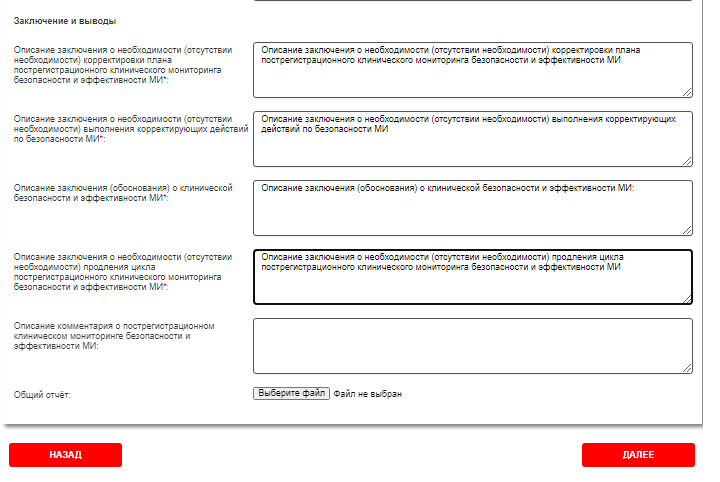 Заключение и выводы
Описание заключения о необходимости (отсутствии
необходимости) корректировки плана
пострегистрационного клинического мониторинга
безопасности и эффективности МИ*:
Описание заключения о необходимости (отсутствии необходимости) корректировки плана
пострегистрационного клинического мониторинга безопасности и эффективности МИ
Описание заключения о необходимости (отсутствии
необходимости) выполнения корректирующих действий
по безопасности МИ*:
Описание заключения о необходимости (отсутствии необходимости) выполнения корректирующих
действий по безопасности МИ
Описание заключения (обоснования) о клинической
безопасности и эффективности МИ*:
Описание заключения (обоснования) о клинической безопасности и эффективности МИ:
Описание заключения о необходимости (отсутствии
необходимости) продления цикла
пострегистрационного клинического мониторинга
безопасности и эффективности МИ*:
Описание заключения о необходимости (отсутствии необходимости) продления цикла
пострегистрационного клинического мониторинга безопасности и эффективности МИ
Описание комментария о пострегистрационном
клиническом мониторинге безопасности и
эффективности МИ:
Общий отчёт:
Выберите файл Файл не выбран
НАЗАД
ДАЛЕЕ